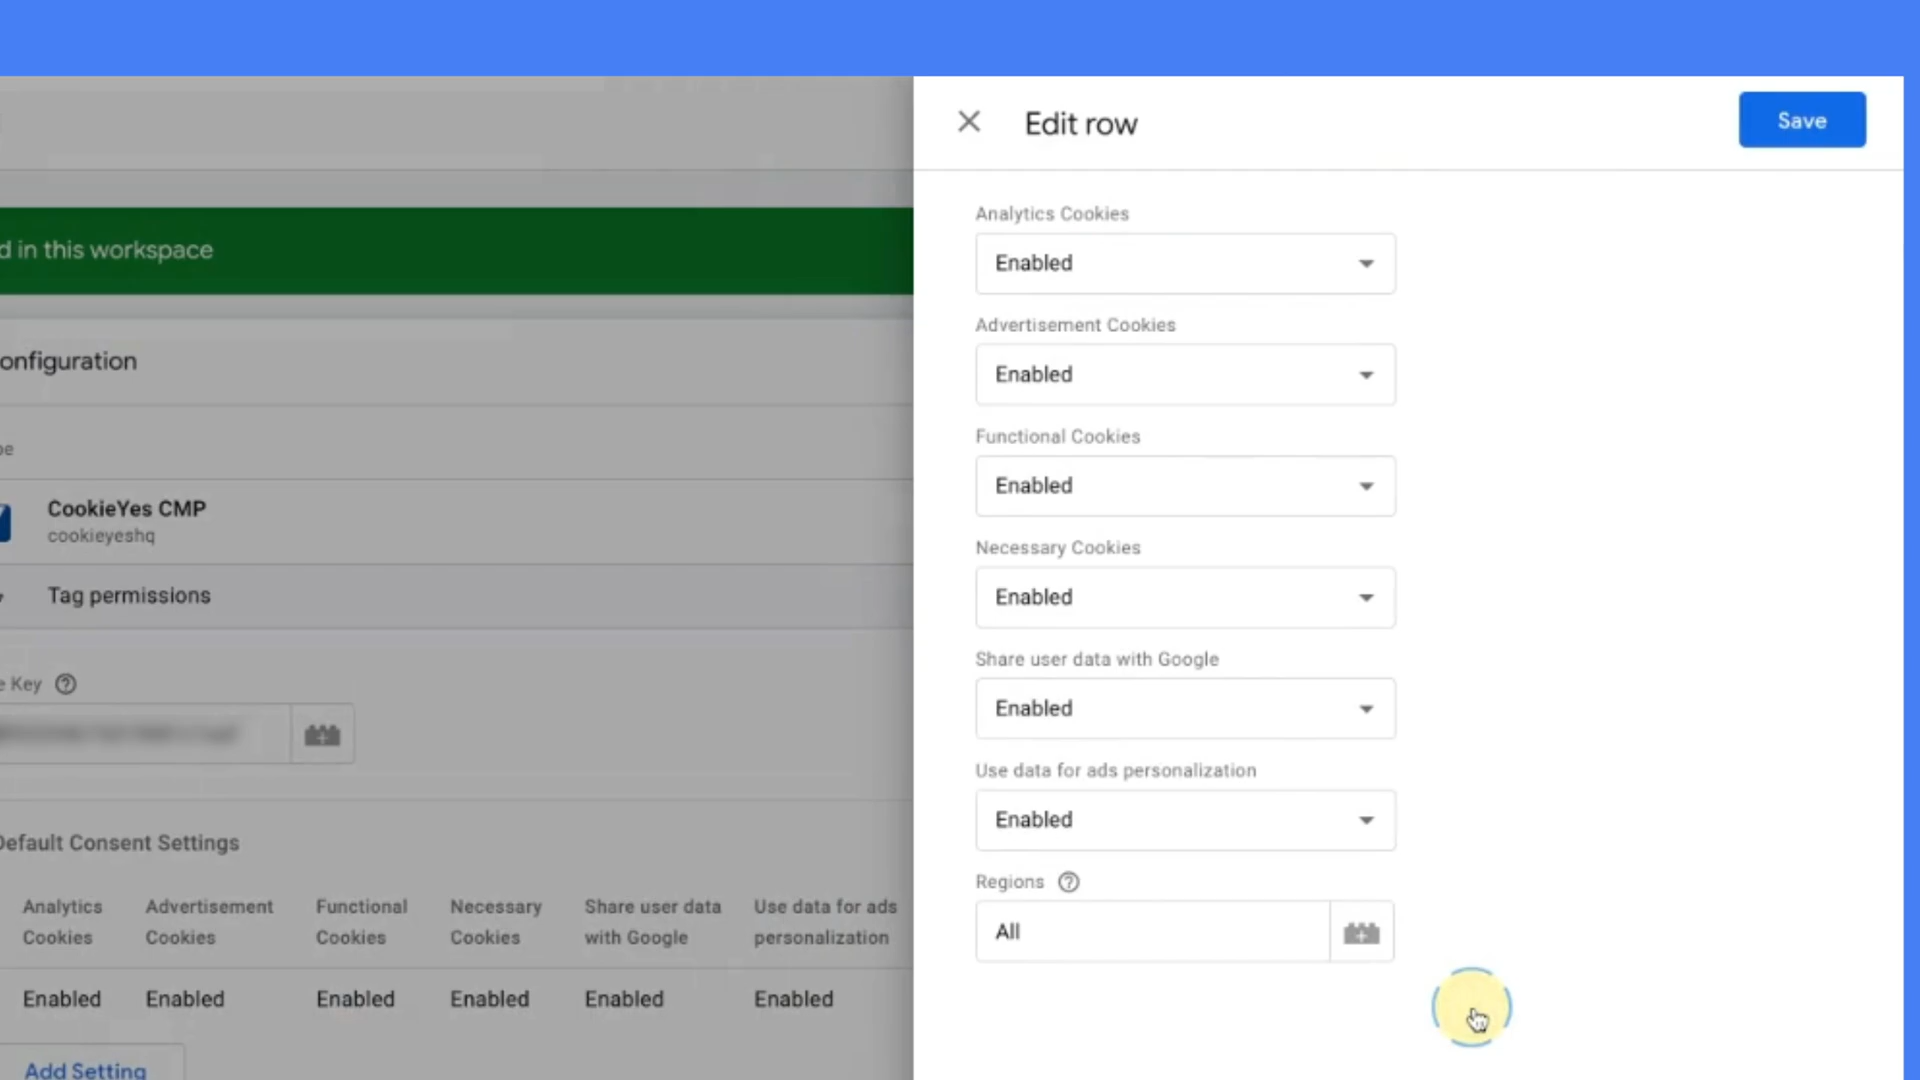 Edit row
Save
d in this workspace
onfiguration
pe
CookieYes CMP
cookieyeshq
Tag permissions
e Key
Default Consent Settings
Analytics Cookies
Advertisement Cookies
Functional Cookies
Necessary Cookies
Share user data with Google
Use data for ads personalization
Enabled
Enabled
Enabled
Enabled
Enabled
Enabled
Add Setting
Analytics Cookies
Enabled
Advertisement Cookies
Enabled
Functional Cookies
Enabled
Necessary Cookies
Enabled
Share user data with Google
Enabled
Use data for ads personalization
Enabled
Regions
All